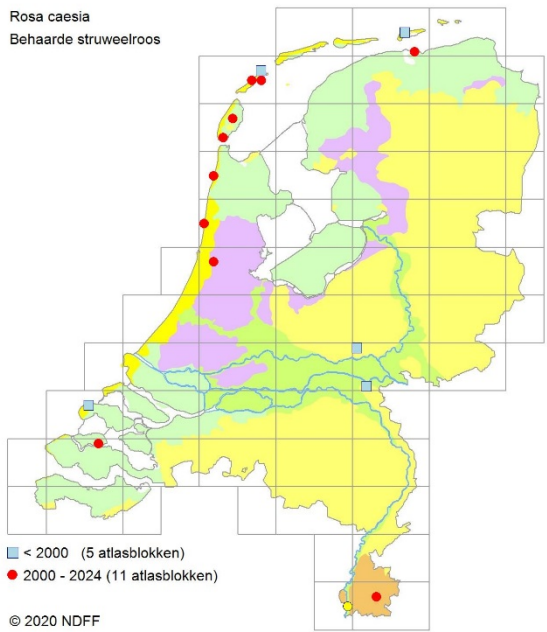 Rosa caesia
Behaarde struweelroos
< 2000 (5 atlasblokken)
2000 - 2024 (11 atlasblokken)
© 2020 NDFF